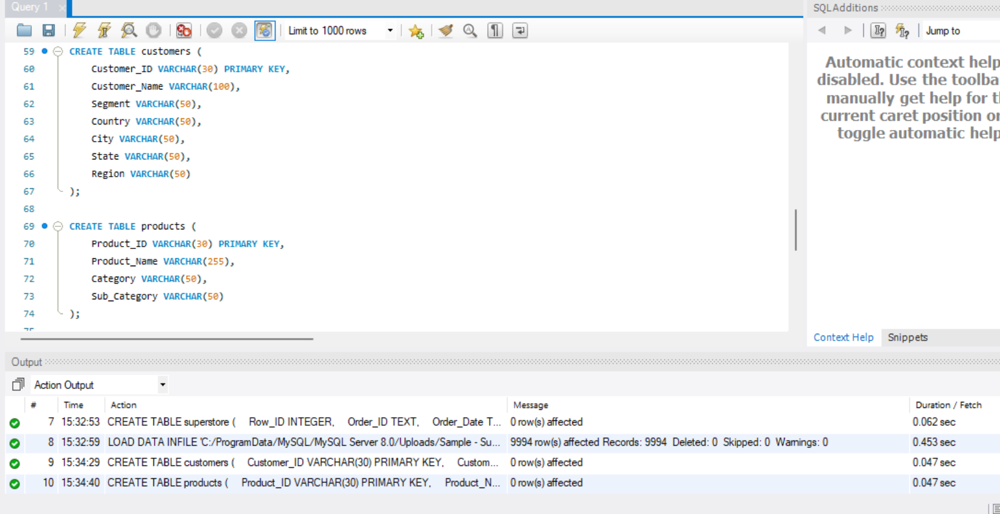 Query 1
SQLAdditions
Limit to 1000 rows
Jump to
59 CREATE TABLE customers (
60 Customer_ID VARCHAR(30) PRIMARY KEY,
61 Customer_Name VARCHAR(100),
62 Segment VARCHAR(50),
63 Country VARCHAR(50),
64 City VARCHAR(50),
65 State VARCHAR(50),
66 Region VARCHAR(50)
67 );
68
69 CREATE TABLE products (
70 Product_ID VARCHAR(30) PRIMARY KEY,
71 Product_Name VARCHAR(255),
72 Category VARCHAR(50),
73 Sub_Category VARCHAR(50)
74 );
Automatic context help
disabled. Use the toolba
manually get help for t
current caret position or
toggle automatic help
Context Help Snippets
Output
Action Output
# Time Action Message Duration / Fetch
7 15:32:53 CREATE TABLE superstore ( Row_ID INTEGER, Order_ID TEXT, Order_Date T... 0 row(s) affected 0.062 sec
8 15:32:59 LOAD DATA INFILE 'C:/ProgramData/MySQL/MySQL Server 8.0/Uploads/Sample - Su... 9994 row(s) affected Records: 9994 Deleted: 0 Skipped: 0 Warnings: 0 0.453 sec
9 15:34:29 CREATE TABLE customers ( Customer_ID VARCHAR(30) PRIMARY KEY, Custom... 0 row(s) affected 0.047 sec
10 15:34:40 CREATE TABLE products ( Product_ID VARCHAR(30) PRIMARY KEY, Product_N... 0 row(s) affected 0.047 sec